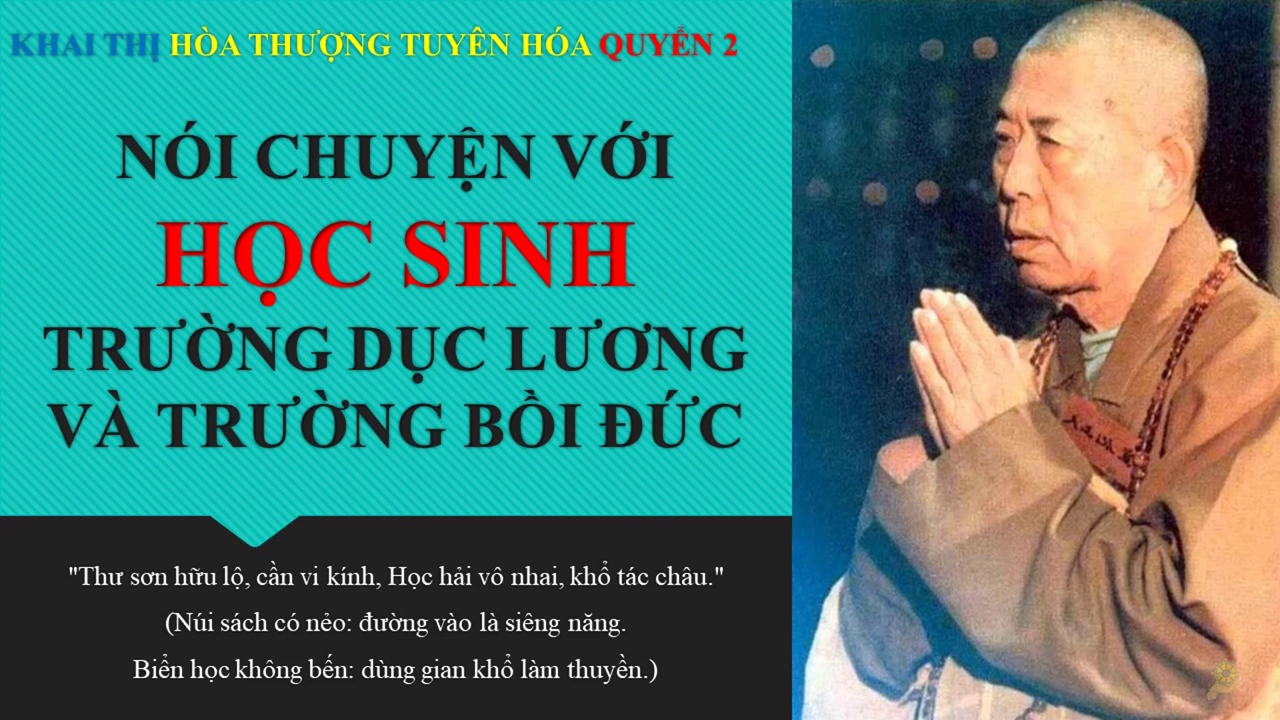 KHAI THỊ HÒA THƯỢNG TUYÊN HÓA QUYỂN 2
NÓI CHUYỆN VỚI
HỌC SINH
TRƯỜNG DỤC LƯƠNG
VÀ TRƯỜNG BỒI ĐỨC
"Thư sơn hữu lộ, cần vi kính, Học hải vô nhai, khổ tác châu."
(Núi sách có nẻo: đường vào là siêng năng.
Biển học không bến: dùng gian khổ làm thuyền.)